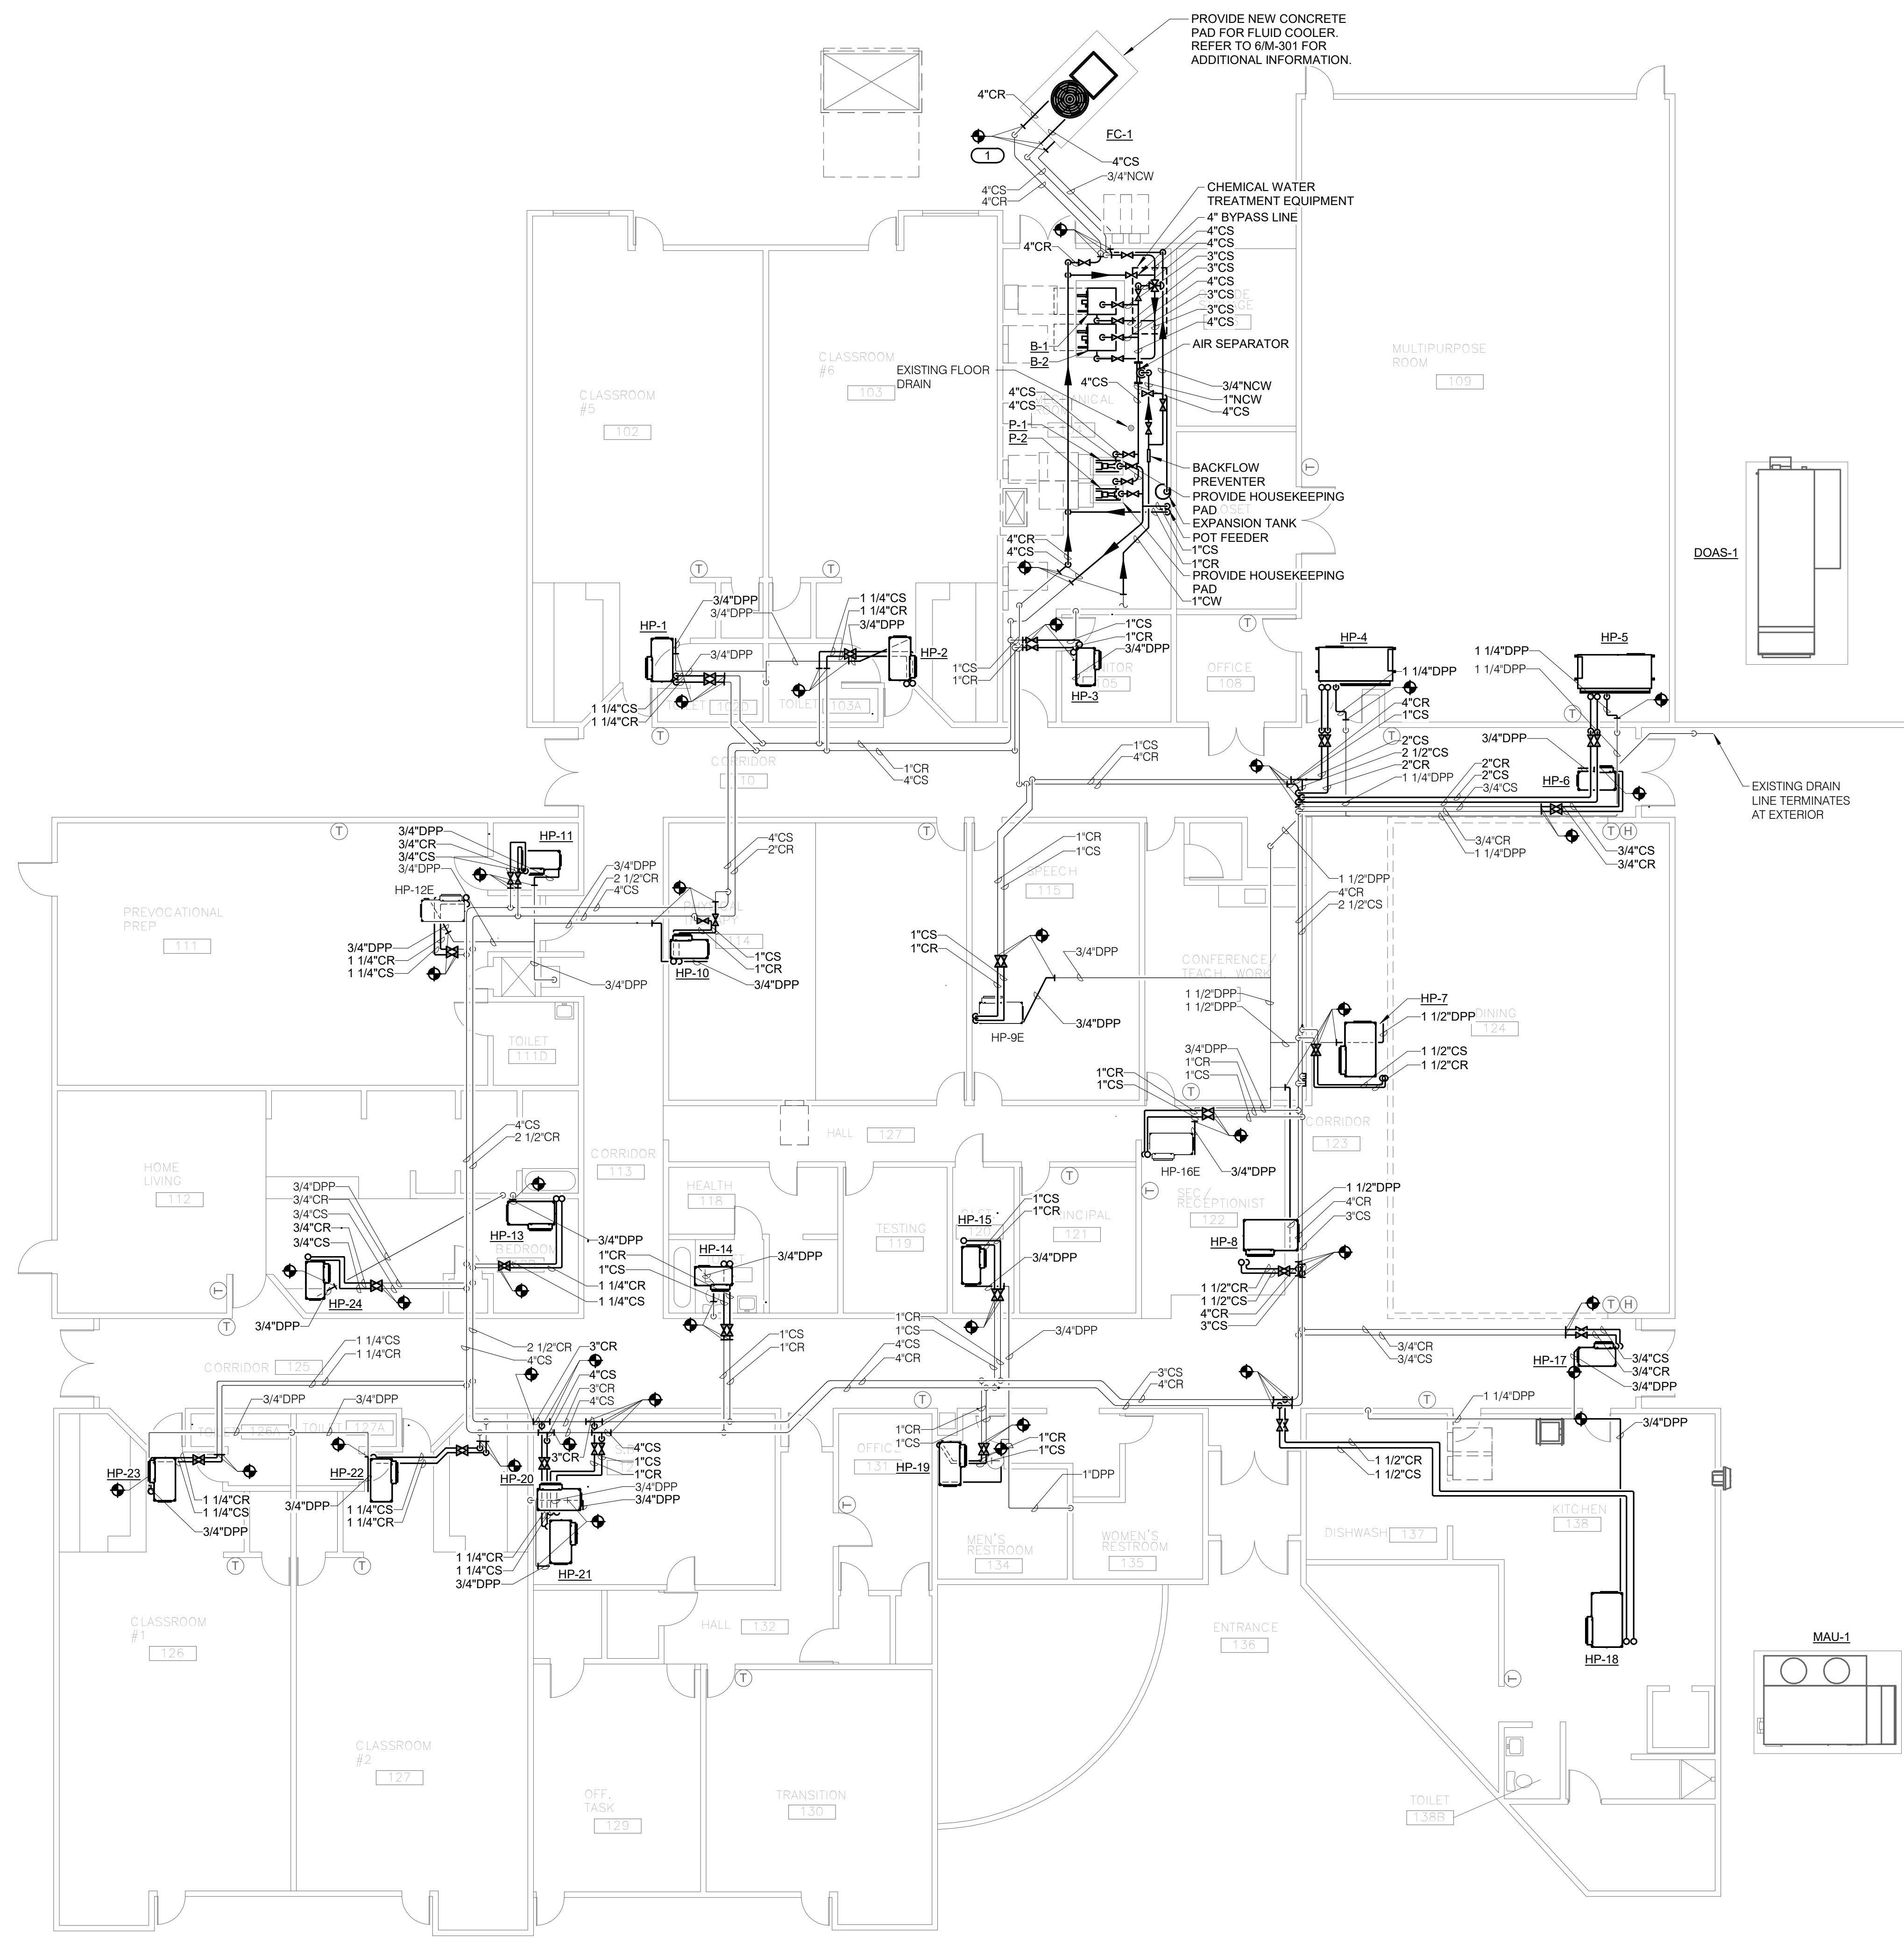 PROVIDE NEW CONCRETE
PAD FOR FLUID COOLER.
REFER TO 6/M-301 FOR
ADDITIONAL INFORMATION.
4"CR
FC-1
1
4"CS
3/4"NCW
4"CS
4"CR
CHEMICAL WATER
TREATMENT EQUIPMENT
4" BYPASS LINE
4"CS
4"CS
3"CS
3"CS
4"CS
3"CS
3"CS
4"CS
4"CR
B-1
B-2
AIR SEPARATOR
EXISTING FLOOR
DRAIN
3/4"NCW
1"NCW
4"CS
4"CS
4"CS
4"CS
P-1
P-2
BACKFLOW
PREVENTER
PROVIDE HOUSEKEEPING
PAD
EXPANSION TANK
POT FEEDER
1"CS
1"CR
PROVIDE HOUSEKEEPING
PAD
1"CW
4"CR
4"CS
CLASSROOM
#5
102
CLASSROOM
#6
103
MULTIPURPOSE
ROOM
109
DOAS-1
T
T
T
T
HP-1
3/4"DPP
3/4"DPP
3/4"DPP
1 1/4"CS
1 1/4"CR
3/4"DPP
HP-2
1 1/4"CS
1 1/4"CR
TOILET
102D
TOILET
103A
1"CS
1"CR
3/4"DPP
1"CS
1"CR
HP-3
105
OFFICE
108
HP-4
1 1/4"DPP
4"CR
1"CS
HP-5
1 1/4"DPP
1 1/4"DPP
T
T
T
2"CS
2 1/2"CS
2"CR
1 1/4"DPP
3/4"DPP
HP-6
2"CR
2"CS
3/4"CS
EXISTING DRAIN
LINE TERMINATES
AT EXTERIOR
3/4"CR
1 1/4"DPP
3/4"CS
3/4"CR
T
H
CORRIDOR
110
1"CR
4"CS
1"CS
4"CR
T
T
3/4"DPP
3/4"CR
3/4"CS
3/4"DPP
HP-11
HP-12E
3/4"DPP
2 1/2"CR
4"CS
4"CS
2"CR
PREVOCATIONAL
PREP
111
3/4"DPP
1 1/4"CR
1 1/4"CS
3/4"DPP
114
1"CS
1"CR
3/4"DPP
HP-10
SPEECH
115
1"CR
1"CS
1"CS
1"CR
3/4"DPP
3/4"DPP
HP-9E
1 1/2"DPP
4"CR
2 1/2"CS
CONFERENCE/
TEACH. WORK
1 1/2"DPP
1 1/2"DPP
HP-7
1 1/2"DPP
DINING
124
1 1/2"CS
1 1/2"CR
TOILET
111D
3/4"DPP
1"CR
1"CS
1"CR
1"CS
T
HP-16E
3/4"DPP
CORRIDOR
123
HALL
127
HOME
LIVING
112
4"CS
2 1/2"CR
CORRIDOR
113
3/4"DPP
3/4"CR
3/4"CS
3/4"CR
3/4"CS
HP-24
3/4"DPP
HP-13
3/4"DPP
BEDROOM
1 1/4"CR
1 1/4"CS
HEALTH
118
HP-14
3/4"DPP
1"CR
1"CS
TESTING
119
HP-15
1"CS
1"CR
3/4"DPP
PRINCIPAL
121
T
T
SEC/
RECEPTIONIST
122
HP-8
1 1/2"DPP
4"CR
3"CS
1 1/2"CR
1 1/2"CS
4"CR
3"CS
T
T
T
H
CORRIDOR
125
1 1/4"CS
1 1/4"CR
2 1/2"CR
4"CS
3"CR
4"CS
3"CR
4"CS
1"CS
1"CR
1"CR
1"CS
4"CS
4"CR
3/4"DPP
3"CS
4"CR
3/4"CR
3/4"CS
HP-17
3/4"CS
3/4"CR
3/4"DPP
1 1/4"DPP
3/4"DPP
T
T
3/4"DPP
3/4"DPP
126A
TOILET
127A
HP-23
1 1/4"CR
1 1/4"CS
3/4"DPP
HP-22
3/4"DPP
1 1/4"CS
1 1/4"CR
HP-20
3"CR
4"CS
1"CS
1"CR
3/4"DPP
3/4"DPP
1 1/4"CR
1 1/4"CS
3/4"DPP
HP-21
OFFICE
131
1"CR
1"CS
HP-19
1"CR
1"CS
1"DPP
1 1/2"CR
1 1/2"CS
MEN'S
RESTROOM
134
WOMEN'S
RESTROOM
135
DISHWASH
137
KITCHEN
138
T
T
T
CLASSROOM
#1
126
CLASSROOM
#2
127
HALL
132
ENTRANCE
136
HP-18
MAU-1
T
T
OFF.
TASK
129
TRANSITION
130
TOILET
138B